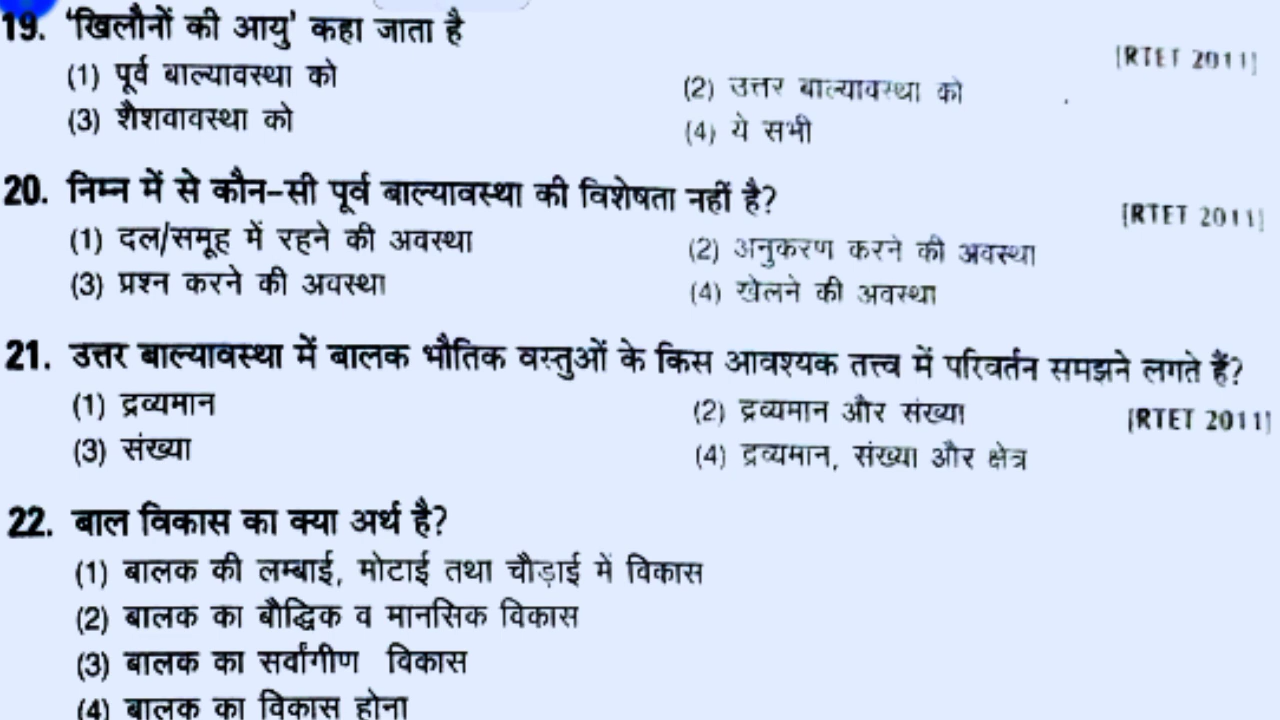 19. 'खिलौनों की आयु' कहा जाता है
[RTET 2011]
(1) पूर्व बाल्यावस्था को (2) उत्तर बाल्यावस्था को
(3) शैशवावस्था को (4) ये सभी
20. निम्न में से कौन-सी पूर्व बाल्यावस्था की विशेषता नहीं है?
[RTET 2011]
(1) दल/समूह में रहने की अवस्था (2) अनुकरण करने की अवस्था
(3) प्रश्न करने की अवस्था (4) खेलने की अवस्था
21. उत्तर बाल्यावस्था में बालक भौतिक वस्तुओं के किस आवश्यक तत्त्व में परिवर्तन समझने लगते हैं?
(1) द्रव्यमान (2) द्रव्यमान और संख्या [RTET 2011]
(3) संख्या (4) द्रव्यमान, संख्या और क्षेत्र
22. बाल विकास का क्या अर्थ है?
(1) बालक की लम्बाई, मोटाई तथा चौड़ाई में विकास
(2) बालक का बौद्धिक व मानसिक विकास
(3) बालक का सर्वांगीण विकास
(4) बालक का विकास होना